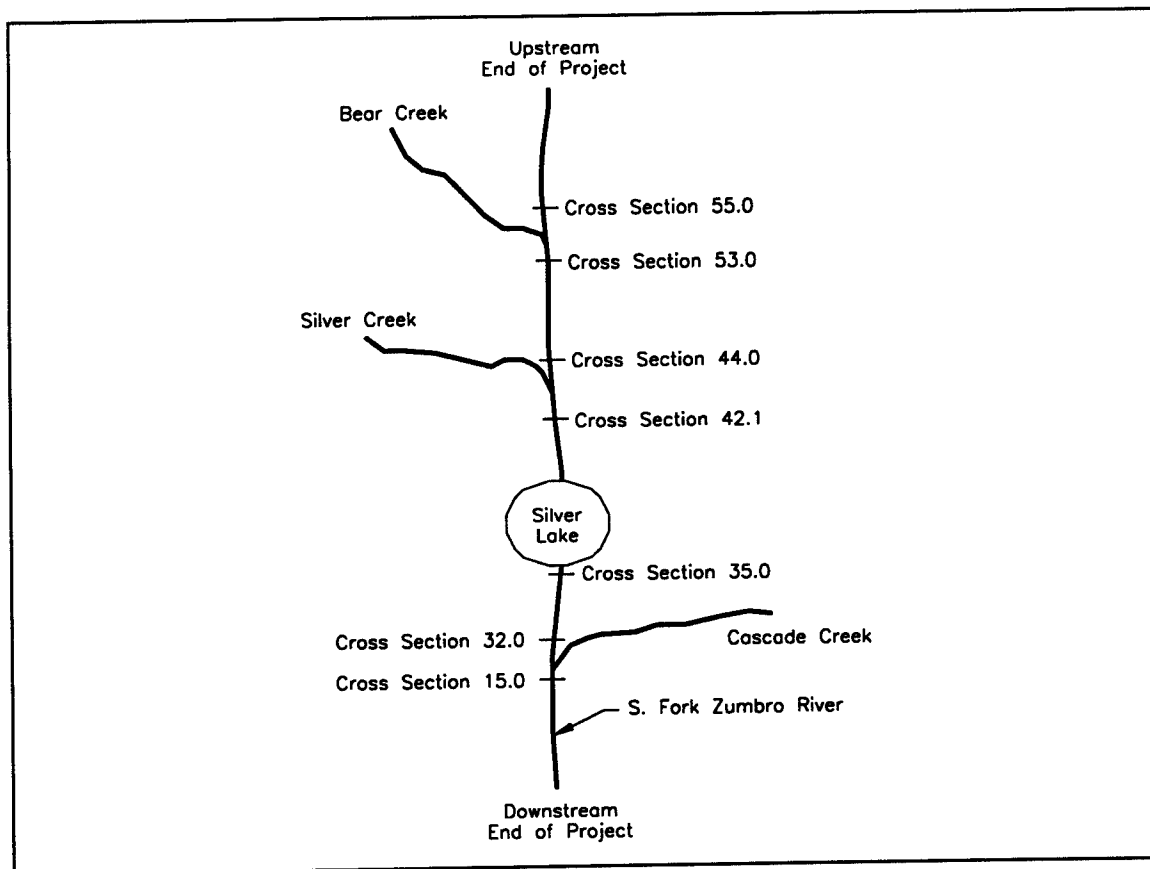 Upstream
End of Project
Bear Creek
Cross Section 55.0
Cross Section 53.0
Silver Creek
Cross Section 44.0
Cross Section 42.1
Silver
Lake
Cross Section 35.0
Cross Section 32.0
Cascade Creek
Cross Section 15.0
S. Fork Zumbro River
Downstream
End of Project